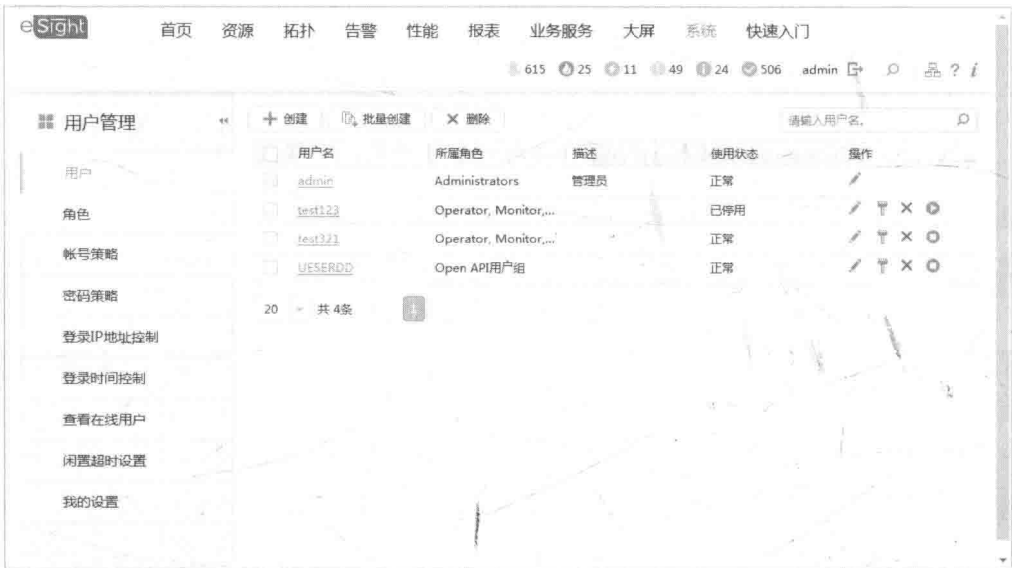 eSight
首页 资源 拓扑 告警 性能 报表 业务服务 大屏 系统 快速入门
615 25 11 49 24 506 admin ? i
用户管理
用户
角色
帐号策略
密码策略
登录IP地址控制
登录时间控制
查看在线用户
闲置超时设置
我的设置
创建 批量创建 删除 请输入用户名。
用户名 所属角色 描述 使用状态 操作
admin Administrators 管理员 正常
test123 Operator, Monitor,... 已停用
test321 Operator, Monitor,... 正常
UESERDD Open API用户组 正常
20 共 4条 1